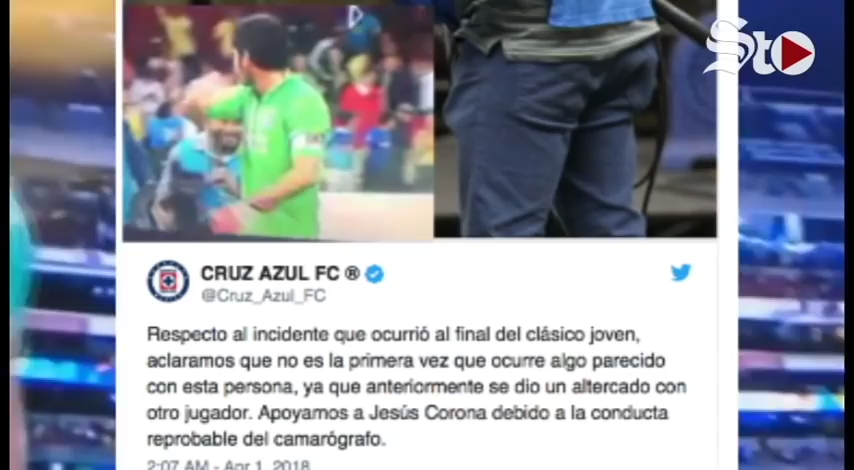 Sto
CRUZ AZUL FC ®
@Cruz_Azul_FC
Respecto al incidente que ocurrió al final del clásico joven,
aclaramos que no es la primera vez que ocurre algo parecido
con esta persona, ya que anteriormente se dio un altercado con
otro jugador. Apoyamos a Jesús Corona debido a la conducta
reprobable del camarógrafo.
2:07 AM - Apr 1, 2018